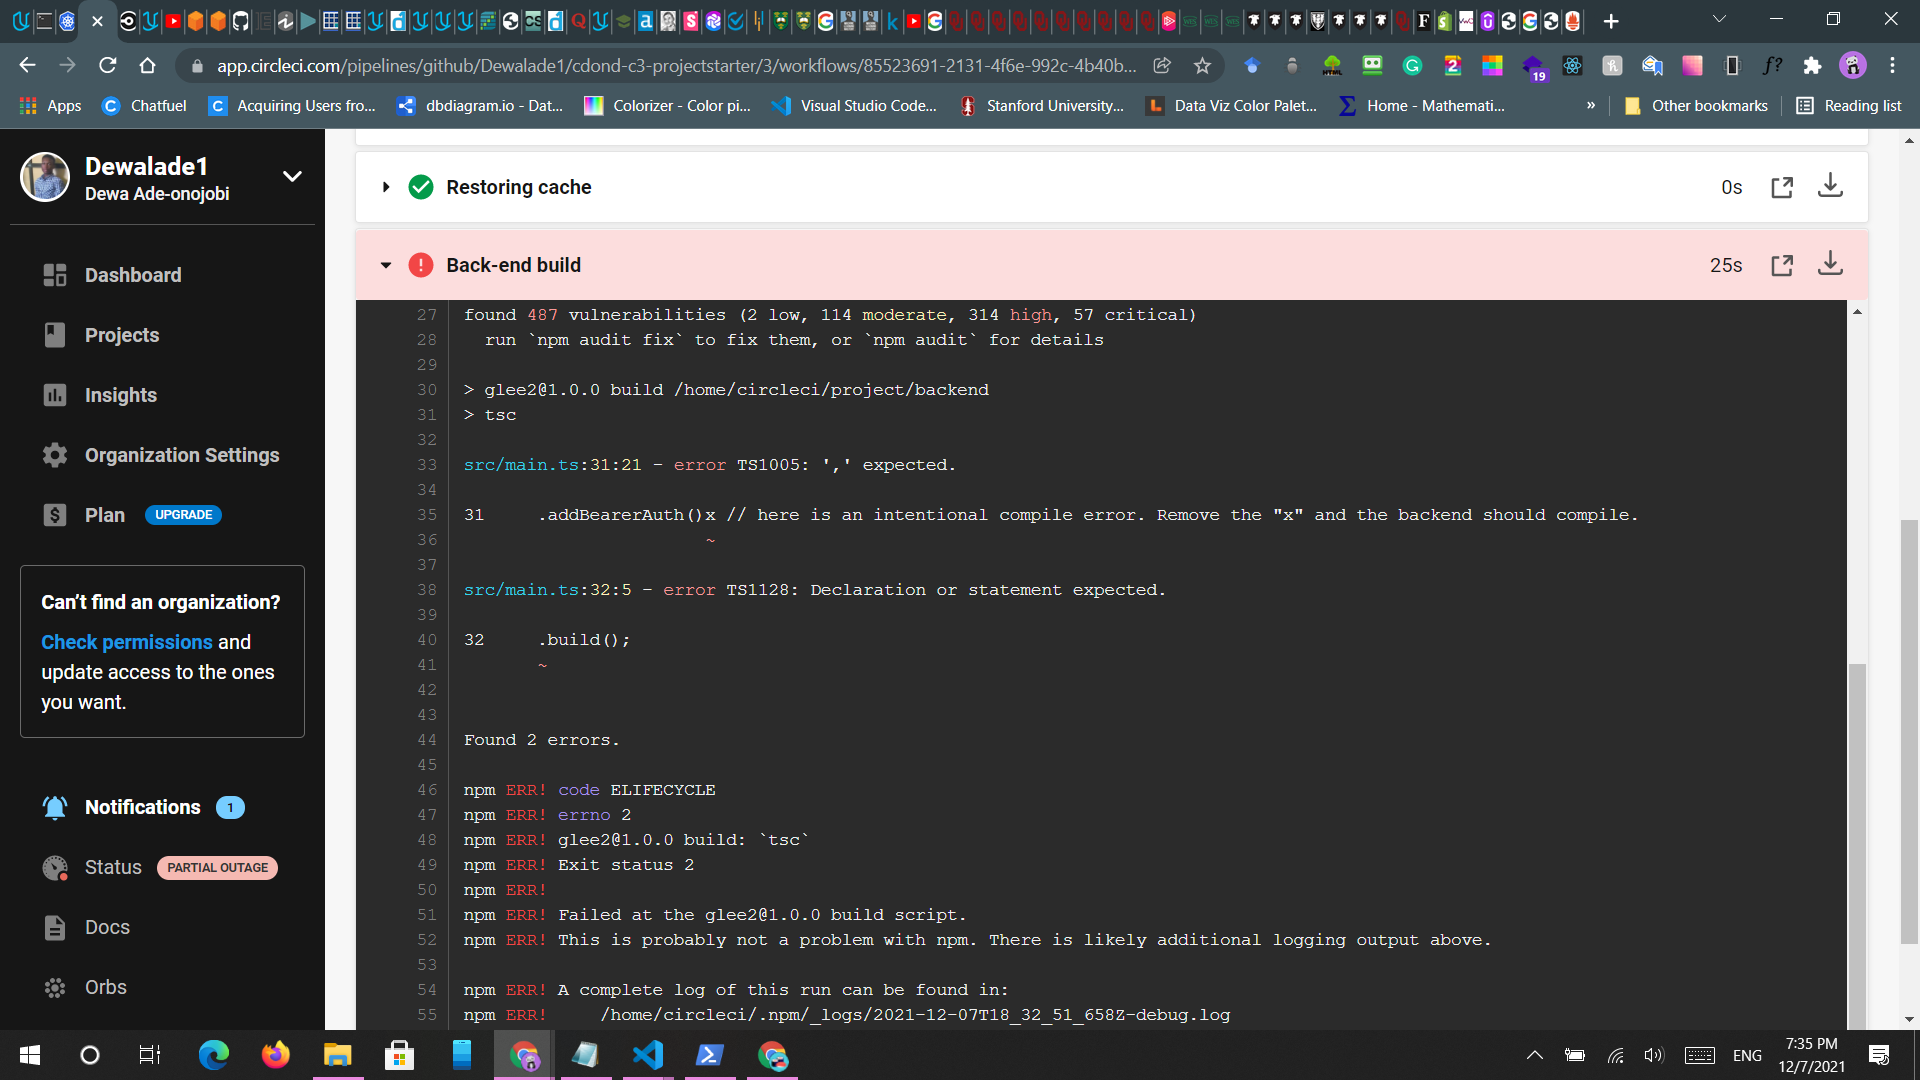 app.circleci.com/pipelines/github/Dewalade1/cdond-c3-projectstarter/3/workflows/85523691-2131-4f6e-992c-4b40b...
19
Apps
Chatfuel
Acquiring Users fro...
dbdiagram.io - Dat...
Colorizer - Color pi...
Visual Studio Code...
Stanford University...
Data Viz Color Palet...
Home - Mathemati...
»
Other bookmarks
Reading list
Dewalade1
Dewa Ade-onojobi
Dashboard
Projects
Insights
Organization Settings
Plan UPGRADE
Can't find an organization?
Check permissions and
update access to the ones
you want.
Notifications 1
Status PARTIAL OUTAGE
Docs
Orbs
Restoring cache 0s
Back-end build 25s
27 found 487 vulnerabilities (2 low, 114 moderate, 314 high, 57 critical)
28 run `npm audit fix` to fix them, or `npm audit` for details
29
30 > glee2@1.0.0 build /home/circleci/project/backend
31 > tsc
32
33 src/main.ts:31:21 - error TS1005: ',' expected.
34
35 31 .addBearerAuth()x // here is an intentional compile error. Remove the "x" and the backend should compile.
36 ~
37
38 src/main.ts:32:5 - error TS1128: Declaration or statement expected.
39
40 32 .build();
41 ~
42
43
44 Found 2 errors.
45
46 npm ERR! code ELIFECYCLE
47 npm ERR! errno 2
48 npm ERR! glee2@1.0.0 build: `tsc`
49 npm ERR! Exit status 2
50 npm ERR!
51 npm ERR! Failed at the glee2@1.0.0 build script.
52 npm ERR! This is probably not a problem with npm. There is likely additional logging output above.
53
54 npm ERR! A complete log of this run can be found in:
55 npm ERR! /home/circleci/.npm/_logs/2021-12-07T18_32_51_658Z-debug.log
ENG
7:35 PM
12/7/2021